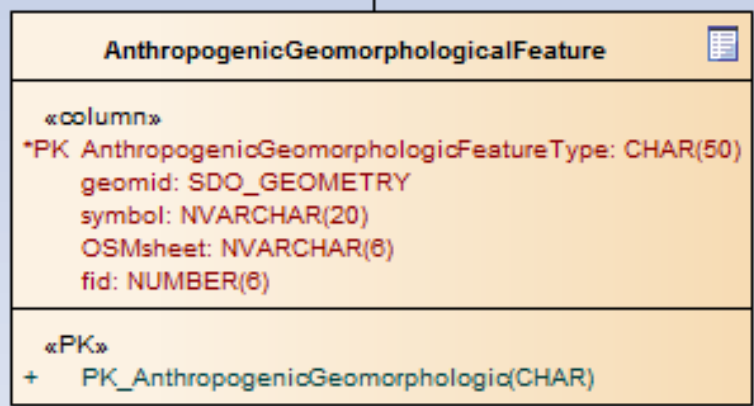 AnthropogenicGeomorphologicalFeature
«column»
*PK AnthropogenicGeomorphologicFeatureType: CHAR(50)
geomid: SDO_GEOMETRY
symbol: NVARCHAR(20)
OSMsheet: NVARCHAR(6)
fid: NUMBER(6)
«PK»
+ PK_AnthropogenicGeomorphologic(CHAR)